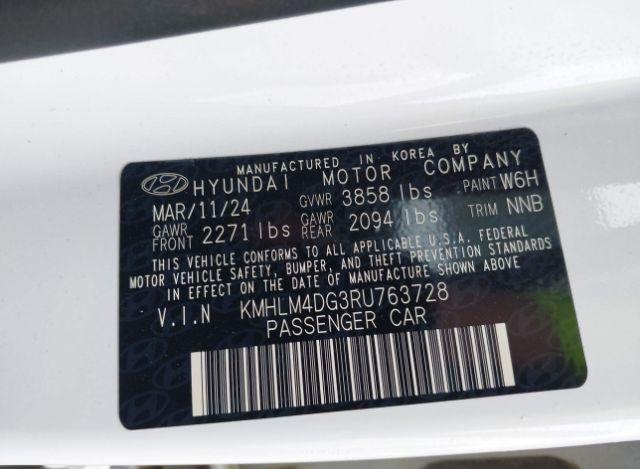 MANUFACTURED IN KOREA BY
HYUNDAI MOTOR COMPANY
MAR/11/24 GVWR 3858 lbs PAINT W6H
GAWR FRONT 2271 lbs GAWR REAR 2094 lbs TRIM NNB
THIS VEHICLE CONFORMS TO ALL APPLICABLE U.S.A. FEDERAL
MOTOR VEHICLE SAFETY, BUMPER, AND THEFT PREVENTION STANDARDS
IN EFFECT ON THE DATE OF MANUFACTURE SHOWN ABOVE
V.I.N KMHLM4DG3RU763728
PASSENGER CAR